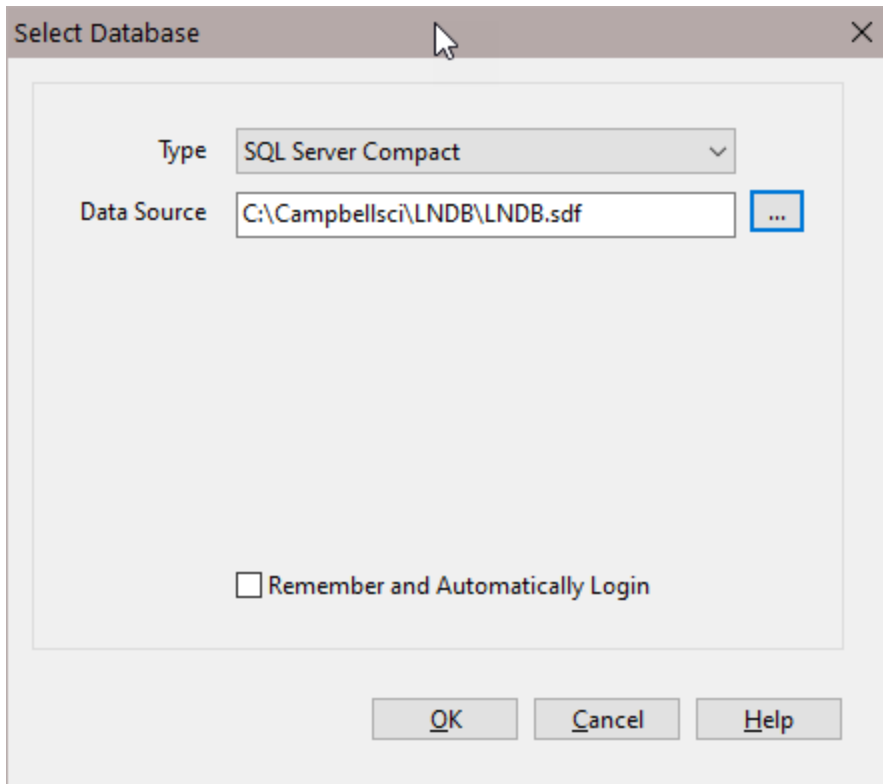 Select Database
Type SQL Server Compact
Data Source C:\Campbellsci\LNDB\LNDB.sdf ...
Remember and Automatically Login
OK Cancel Help